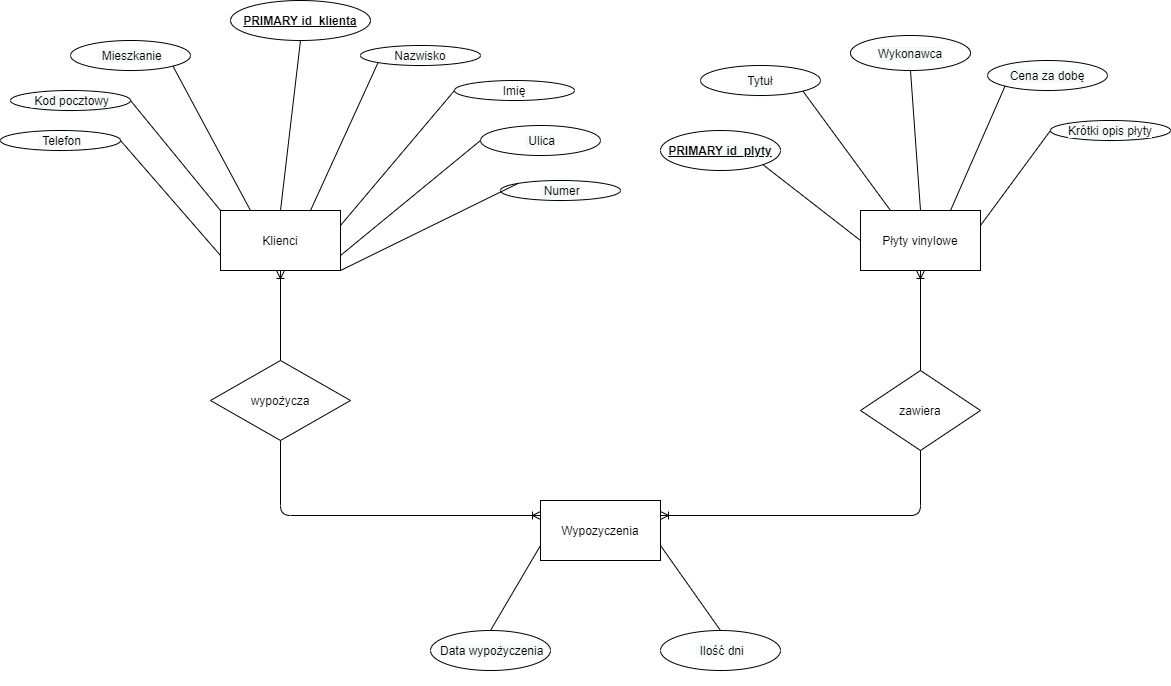 PRIMARY id_klienta
Mieszkanie
Nazwisko
Wykonawca
Kod pocztowy
Imię
Tytuł
Cena za dobę
Telefon
Ulica
PRIMARY id_plyty
Krótki opis płyty
Numer
Klienci
Płyty vinylowe
wypożycza
zawiera
Wypozyczenia
Data wypożyczenia
Ilość dni